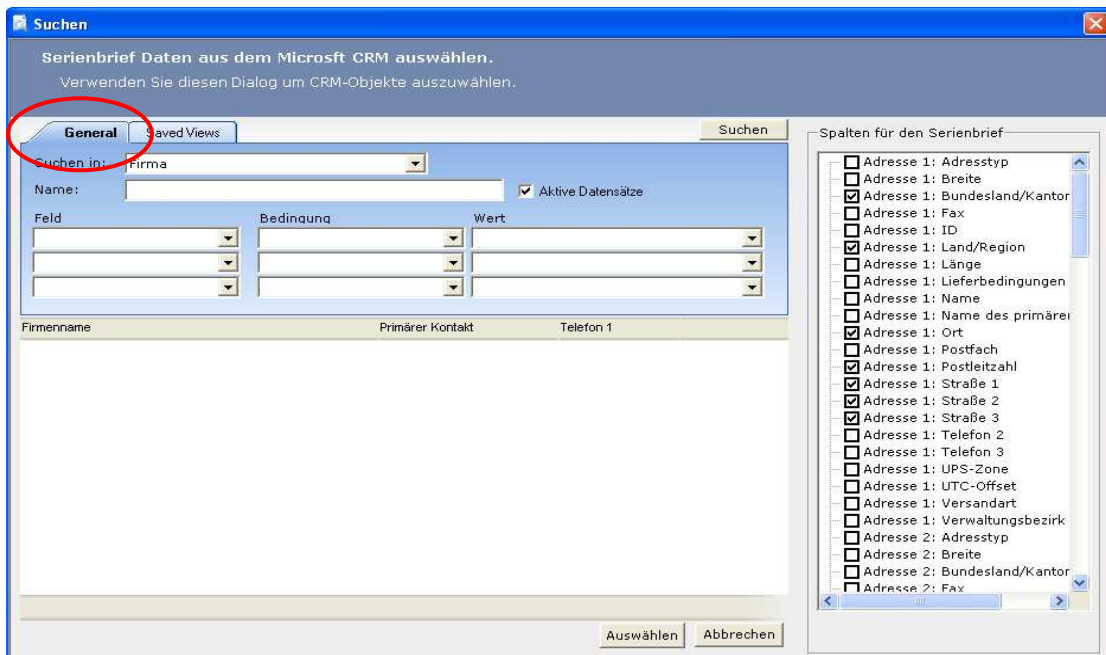 Suchen
Serienbrief Daten aus dem Microsft CRM auswählen.
Verwenden Sie diesen Dialog um CRM-Objekte auszuwählen.
General
Saved Views
Suchen
Suchen in:
Firma
Name:
Aktive Datensätze
Feld
Bedingung
Wert
Firmenname
Primärer Kontakt
Telefon 1
Auswählen
Abbrechen
Spalten für den Serienbrief
Adresse 1: Adresstyp
Adresse 1: Breite
Adresse 1: Bundesland/Kantor
Adresse 1: Fax
Adresse 1: ID
Adresse 1: Land/Region
Adresse 1: Länge
Adresse 1: Lieferbedingungen
Adresse 1: Name
Adresse 1: Name des primärer
Adresse 1: Ort
Adresse 1: Postfach
Adresse 1: Postleitzahl
Adresse 1: Straße 1
Adresse 1: Straße 2
Adresse 1: Straße 3
Adresse 1: Telefon 2
Adresse 1: Telefon 3
Adresse 1: UPS-Zone
Adresse 1: UTC-Offset
Adresse 1: Versandart
Adresse 1: Verwaltungsbezirk
Adresse 2: Adresstyp
Adresse 2: Breite
Adresse 2: Bundesland/Kantor
Adresse 2: Fax